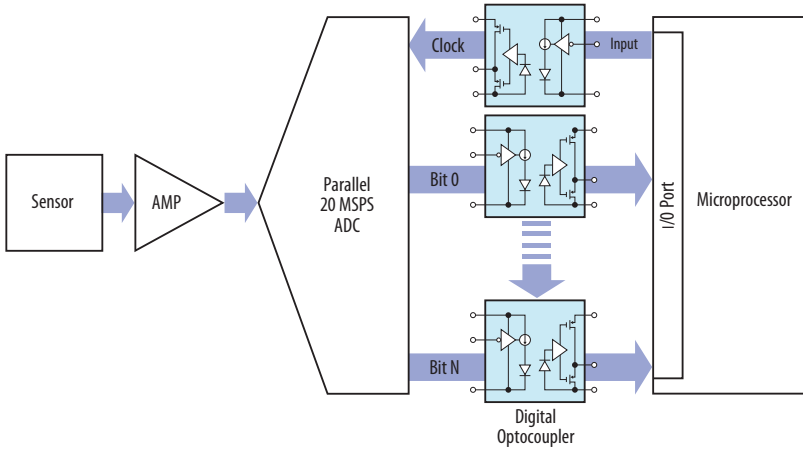 Clock
Input
Sensor
AMP
Parallel
20 MSPS
ADC
Bit 0
I/O Port
Microprocessor
Bit N
Digital
Optocoupler